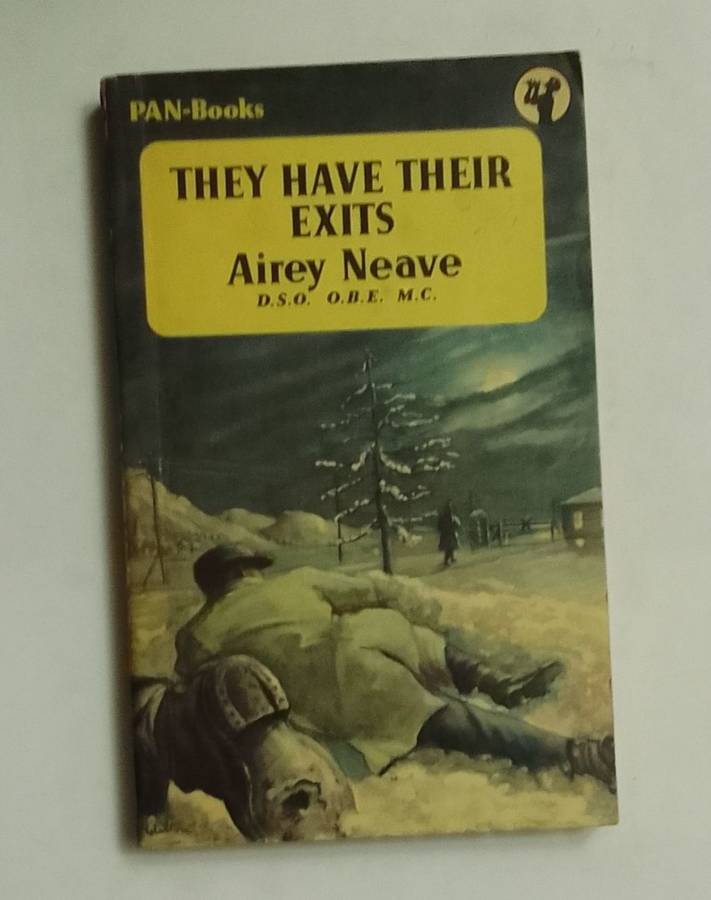 PAN-Books
THEY HAVE THEIR
EXITS
Airey Neave
D.S.O. O.B.E. M.C.